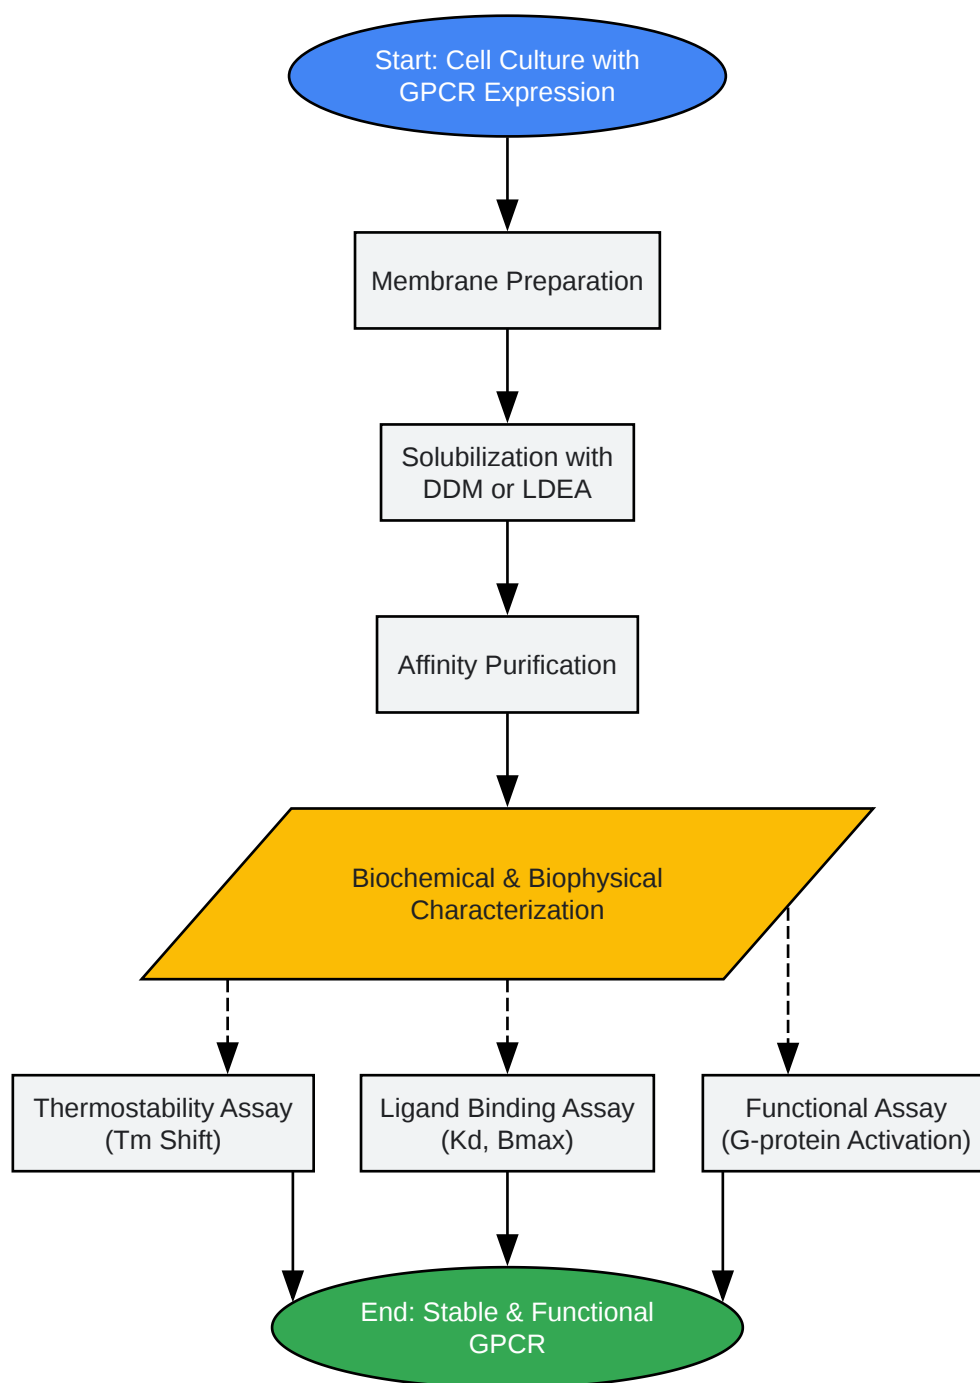 Start: Cell Culture with
GPCR Expression
Membrane Preparation
Solubilization with
DDM or LDEA
Affinity Purification
Biochemical & Biophysical
Characterization
Thermostability Assay
(Tm Shift)
Ligand Binding Assay
(Kd, Bmax)
Functional Assay
(G-protein Activation)
End: Stable & Functional
GPCR